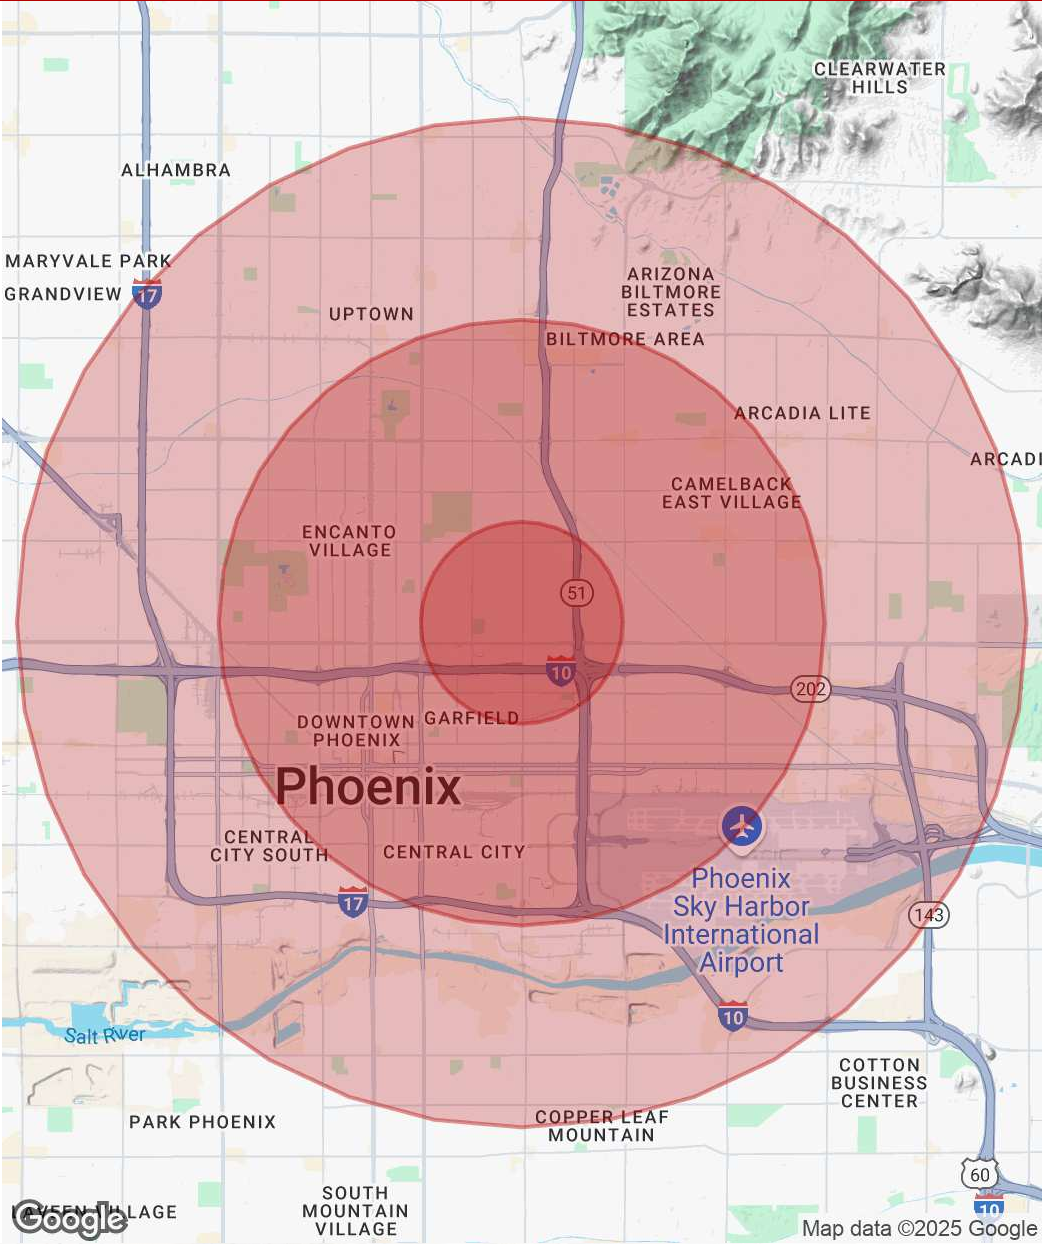 CLEARWATER
HILLS
ALHAMBRA
MARYVALE PARK
GRANDVIEW
17
ARIZONA
BILTMORE
ESTATES
UPTOWN
BILTMORE AREA
ARCADIA LITE
ARCADI
CAMELBACK
EAST VILLAGE
ENCANTO
VILLAGE
51
10
202
DOWNTOWN
PHOENIX
GARFIELD
Phoenix
CENTRAL
CITY SOUTH
CENTRAL CITY
Phoenix
Sky Harbor
International
Airport
17
143
10
Salt River
COTTON
BUSINESS
CENTER
PARK PHOENIX
COPPER LEAF
MOUNTAIN
60
SOUTH
MOUNTAIN
VILLAGE
LAVEEN VILLAGE
Google
10
Map data ©2025 Google